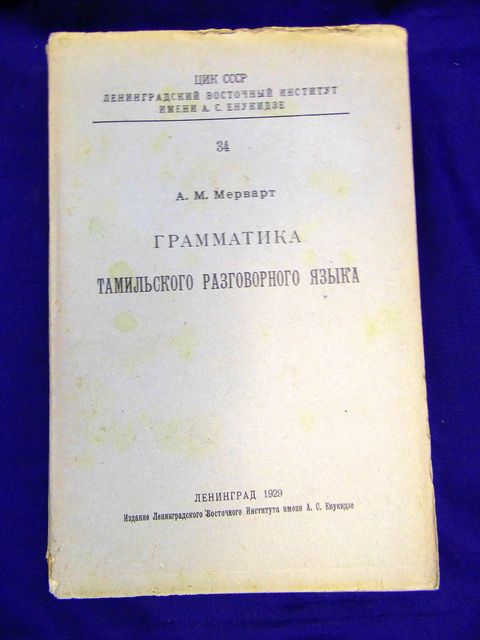 ЦИК СССР
ЛЕНИНГРАДСКИЙ ВОСТОЧНЫЙ ИНСТИТУТ
ИМЕНИ А. С. ЕНУКИДЗЕ
34
А. М. Мерварт
ГРАММАТИКА
ТАМИЛЬСКОГО РАЗГОВОРНОГО ЯЗЫКА
ЛЕНИНГРАД 1929
Издание Ленинградского Восточного Института имени А. С. Енукидзе